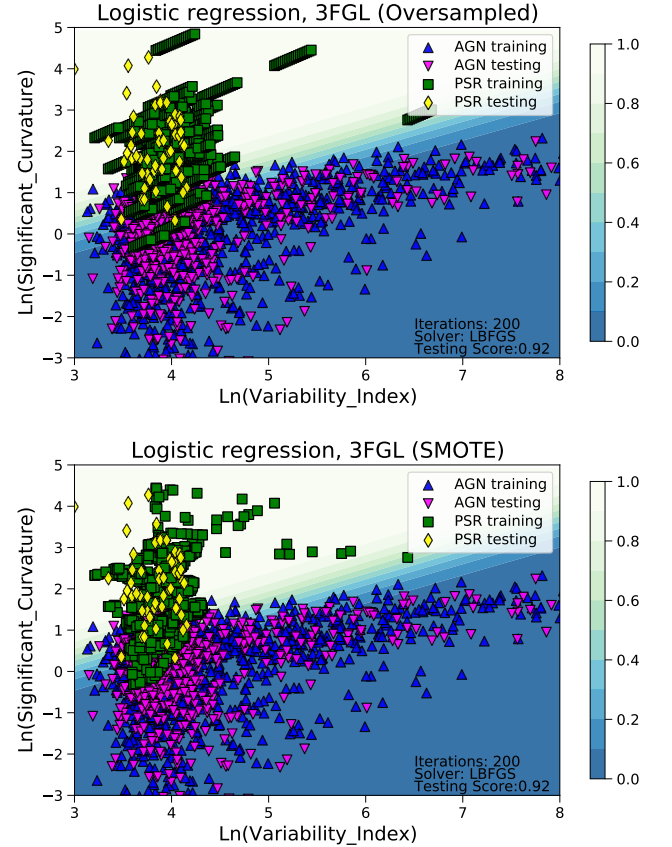 Logistic regression, 3FGL (Oversampled)
5
4
3
2
1
0
−1
−2
−3
Ln(Significant_Curvature)
AGN training
AGN testing
PSR training
PSR testing
Iterations: 200
Solver: LBFGS
Testing Score:0.92
3 4 5 6 7 8
Ln(Variability_Index)
1.0
0.8
0.6
0.4
0.2
0.0
Logistic regression, 3FGL (SMOTE)
5
4
3
2
1
0
−1
−2
−3
Ln(Significant_Curvature)
AGN training
AGN testing
PSR training
PSR testing
Iterations: 200
Solver: LBFGS
Testing Score:0.92
3 4 5 6 7 8
Ln(Variability_Index)
1.0
0.8
0.6
0.4
0.2
0.0